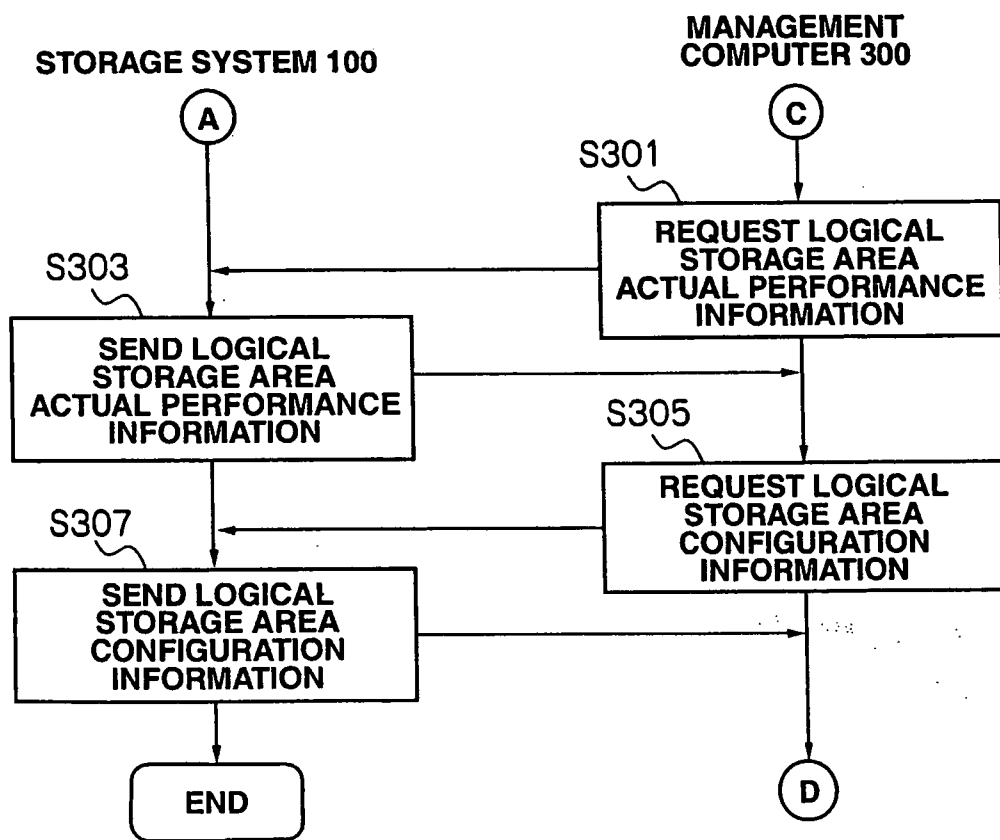 STORAGE SYSTEM 100
MANAGEMENT
COMPUTER 300
A
C
S301
REQUEST LOGICAL
STORAGE AREA
ACTUAL PERFORMANCE
INFORMATION
S303
SEND LOGICAL
STORAGE AREA
ACTUAL PERFORMANCE
INFORMATION
S305
REQUEST LOGICAL
STORAGE AREA
CONFIGURATION
INFORMATION
S307
SEND LOGICAL
STORAGE AREA
CONFIGURATION
INFORMATION
END
D